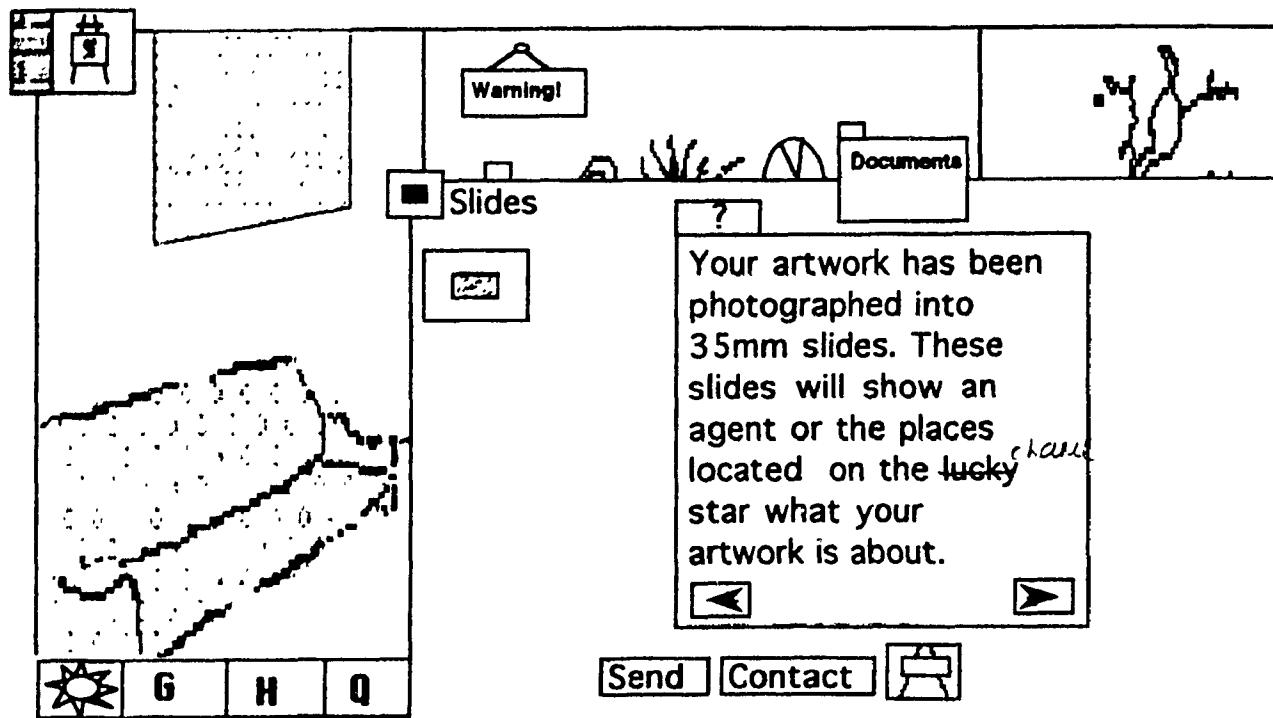 Warning!
Documents
Slides
?
Your artwork has been
photographed into
35mm slides. These
slides will show an
agent or the places
located on the lucky
star what your
artwork is about.
Send Contact
G H Q